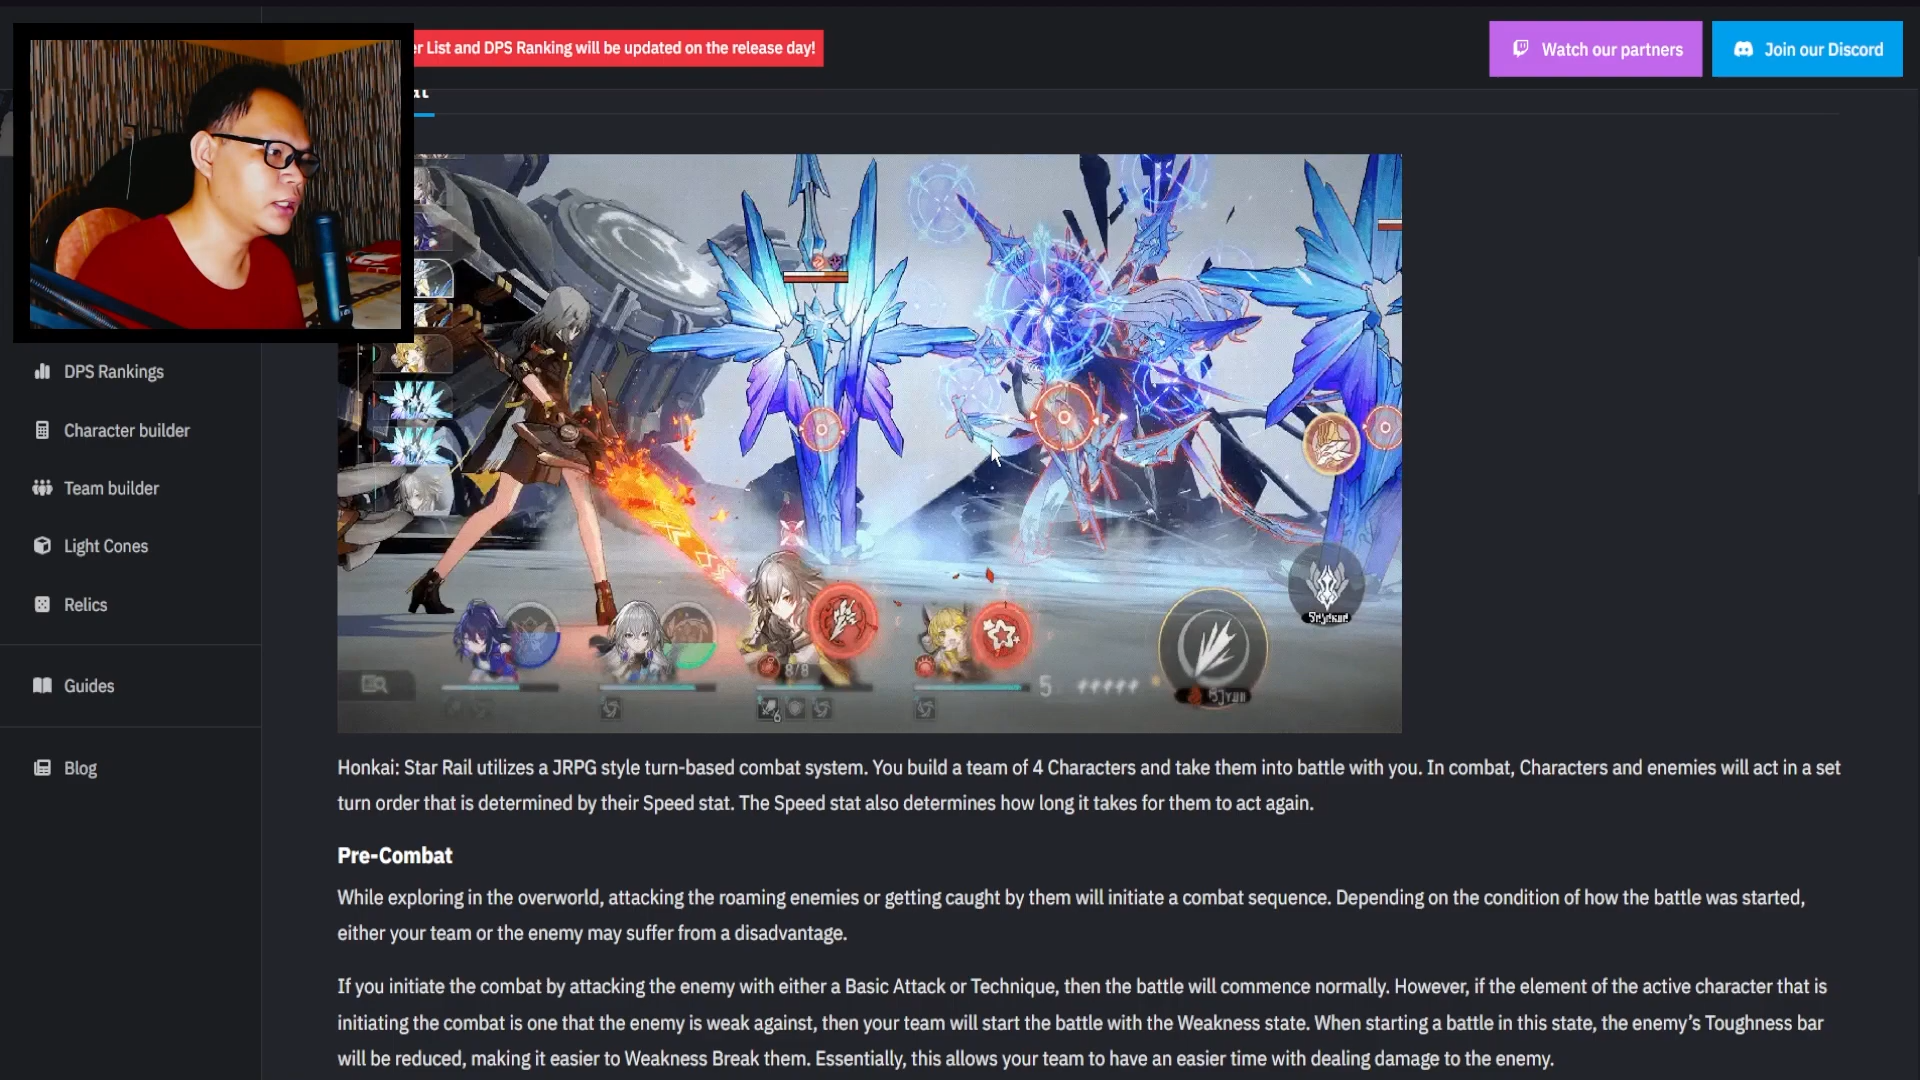 er List and DPS Ranking will be updated on the release day!
Watch our partners
Join our Discord
at
DPS Rankings
Character builder
Team builder
Light Cones
Relics
Guides
Blog
8/8
6
5
Honkai: Star Rail utilizes a JRPG style turn-based combat system. You build a team of 4 Characters and take them into battle with you. In combat, Characters and enemies will act in a set
turn order that is determined by their Speed stat. The Speed stat also determines how long it takes for them to act again.
Pre-Combat
While exploring in the overworld, attacking the roaming enemies or getting caught by them will initiate a combat sequence. Depending on the condition of how the battle was started,
either your team or the enemy may suffer from a disadvantage.
If you initiate the combat by attacking the enemy with either a Basic Attack or Technique, then the battle will commence normally. However, if the element of the active character that is
initiating the combat is one that the enemy is weak against, then your team will start the battle with the Weakness state. When starting a battle in this state, the enemy's Toughness bar
will be reduced, making it easier to Weakness Break them. Essentially, this allows your team to have an easier time with dealing damage to the enemy.